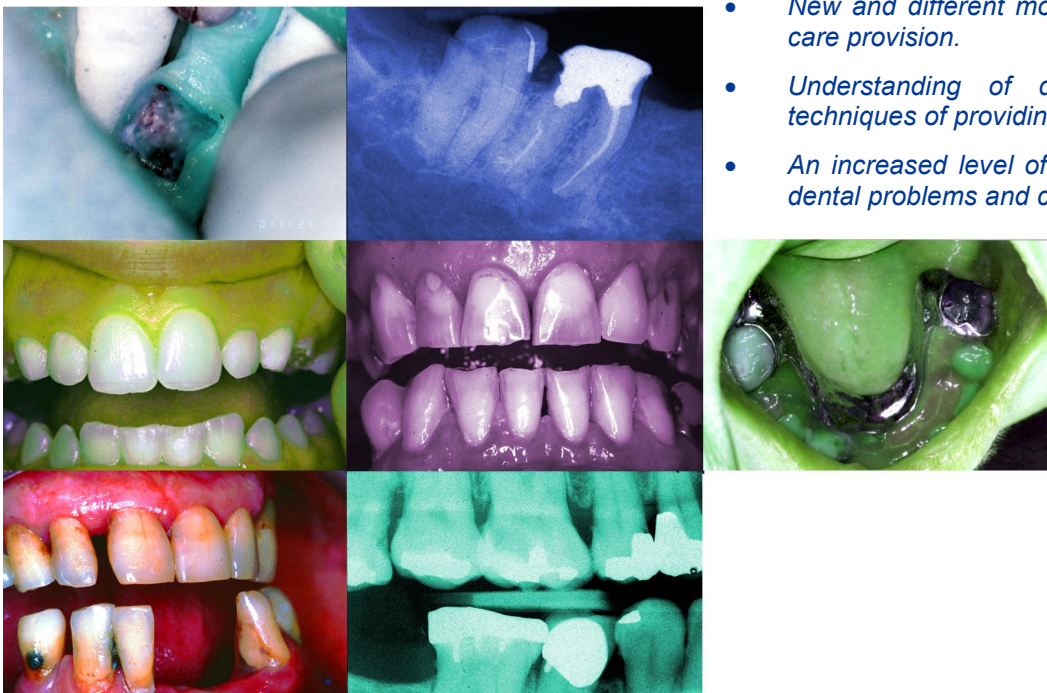 • New and different mo
care provision.
• Understanding of
techniques of providin
• An increased level of
dental problems and c